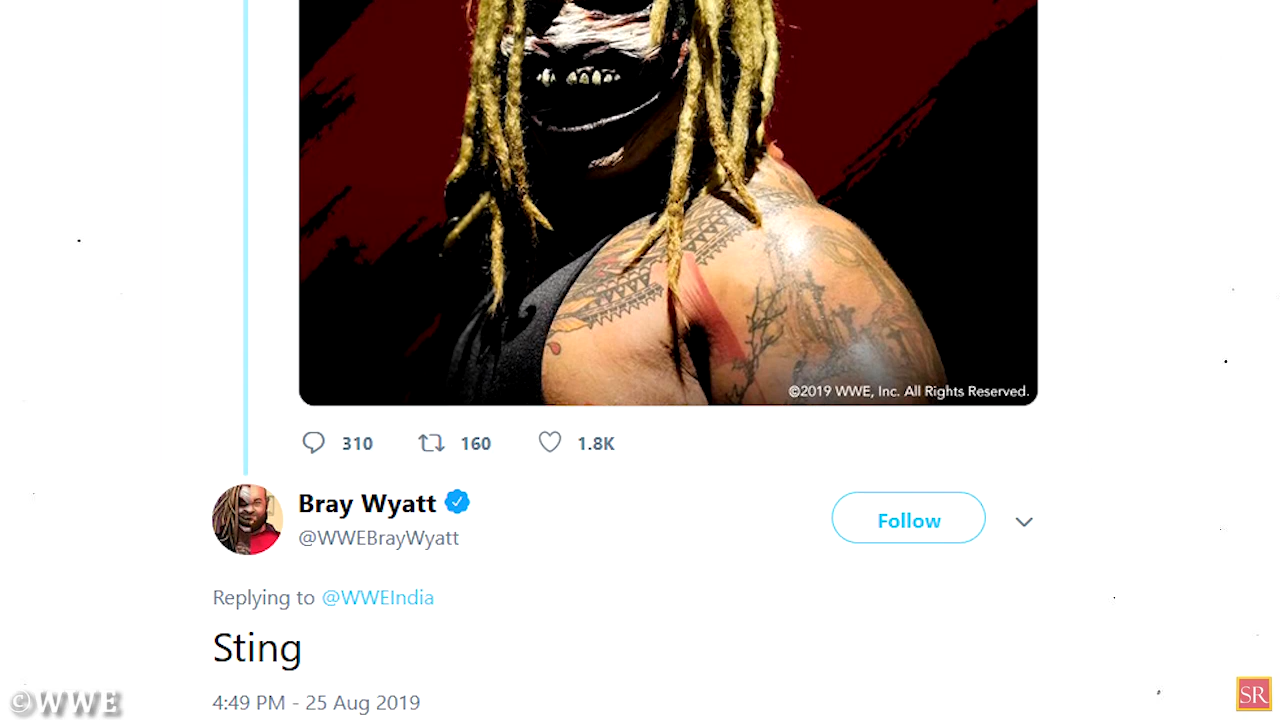 ©2019 WWE, Inc. All Rights Reserved.
310 160 1.8K
Bray Wyatt
@WWEBrayWyatt
Follow
Replying to @WWEIndia
Sting
4:49 PM - 25 Aug 2019
©WWE
SR